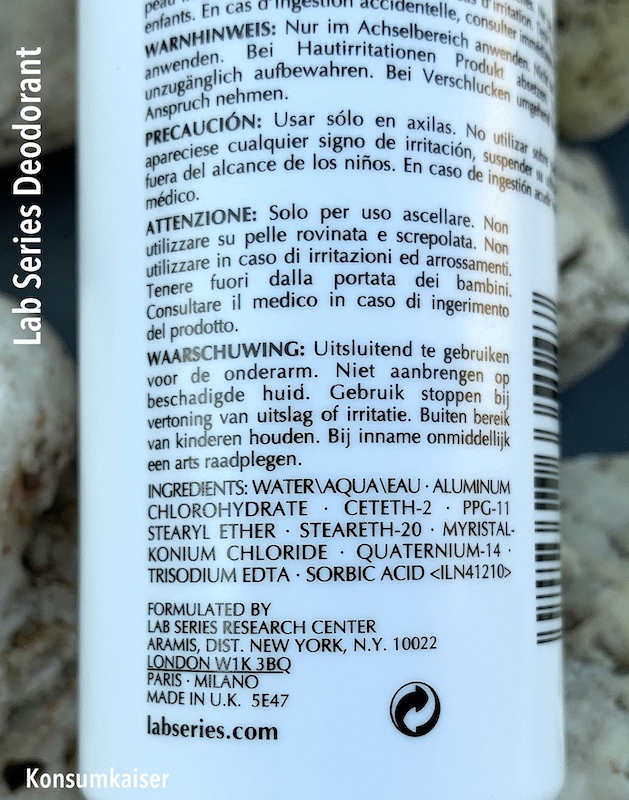 enfants. En cas d'ingestion accidentelle, consulter
WARNHINWEIS: Nur im Achselbereich anwenden.
anwenden. Bei Hautirritationen Produkt absetzen
unzugänglich aufbewahren. Bei Verschlucken umgehend
Anspruch nehmen.
PRECAUCIÓN: Usar sólo en axilas. No utilizar sobre
apareciese cualquier signo de irritación, suspender su
fuera del alcance de los niños. En caso de ingestión
médico.
ATTENZIONE: Solo per uso ascellare. Non
utilizzare su pelle rovinata e screpolata. Non
utilizzare in caso di irritazioni ed arrossamenti.
Tenere fuori dalla portata dei bambini.
Consultare il medico in caso di ingerimento
del prodotto.
WAARSCHUWING: Uitsluitend te gebruiken
voor de onderarm. Niet aanbrengen op
beschadigde huid. Gebruik stoppen bij
vertoning van uitslag of irritatie. Buiten bereik
van kinderen houden. Bij inname onmiddellijk
een arts raadplegen.
INGREDIENTS: WATER\AQUA\EAU · ALUMINUM
CHLOROHYDRATE · CETETH-2 · PPG-11
STEARYL ETHER · STEARETH-20 · MYRISTAL-
KONIUM CHLORIDE · QUATERNIUM-14 ·
TRISODIUM EDTA · SORBIC ACID <ILN41210>
FORMULATED BY
LAB SERIES RESEARCH CENTER
ARAMIS, DIST. NEW YORK, N.Y. 10022
LONDON W1K 3BQ
PARIS · MILANO
MADE IN U.K. 5E47
labseries.com
Lab Series Deodorant
Konsumkaiser